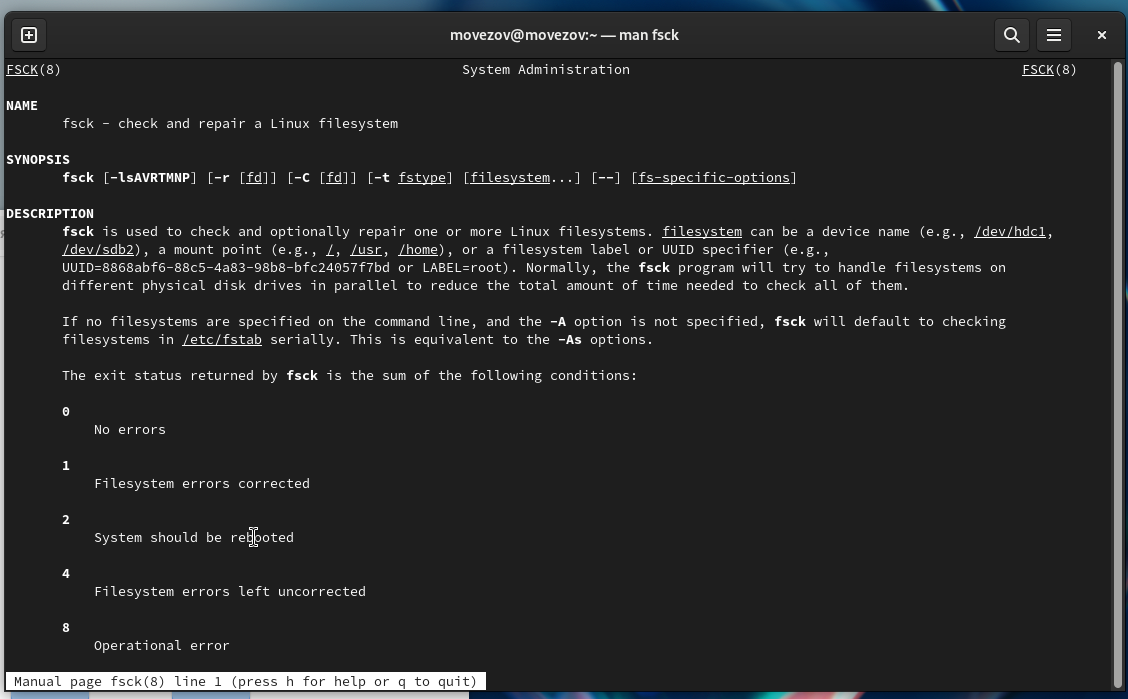 movezov@movezov:~ — man fsck
FSCK(8) System Administration FSCK(8)
NAME
fsck - check and repair a Linux filesystem
SYNOPSIS
fsck [-lsAVRTMNP] [-r [fd]] [-C [fd]] [-t fstype] [filesystem...] [--] [fs-specific-options]
DESCRIPTION
fsck is used to check and optionally repair one or more Linux filesystems. filesystem can be a device name (e.g., /dev/hdc1,
/dev/sdb2), a mount point (e.g., /, /usr, /home), or a filesystem label or UUID specifier (e.g.,
UUID=8868abf6-88c5-4a83-98b8-bfc24057f7bd or LABEL=root). Normally, the fsck program will try to handle filesystems on
different physical disk drives in parallel to reduce the total amount of time needed to check all of them.
If no filesystems are specified on the command line, and the -A option is not specified, fsck will default to checking
filesystems in /etc/fstab serially. This is equivalent to the -As options.
The exit status returned by fsck is the sum of the following conditions:
0
No errors
1
Filesystem errors corrected
2
System should be rebooted
4
Filesystem errors left uncorrected
8
Operational error
Manual page fsck(8) line 1 (press h for help or q to quit)